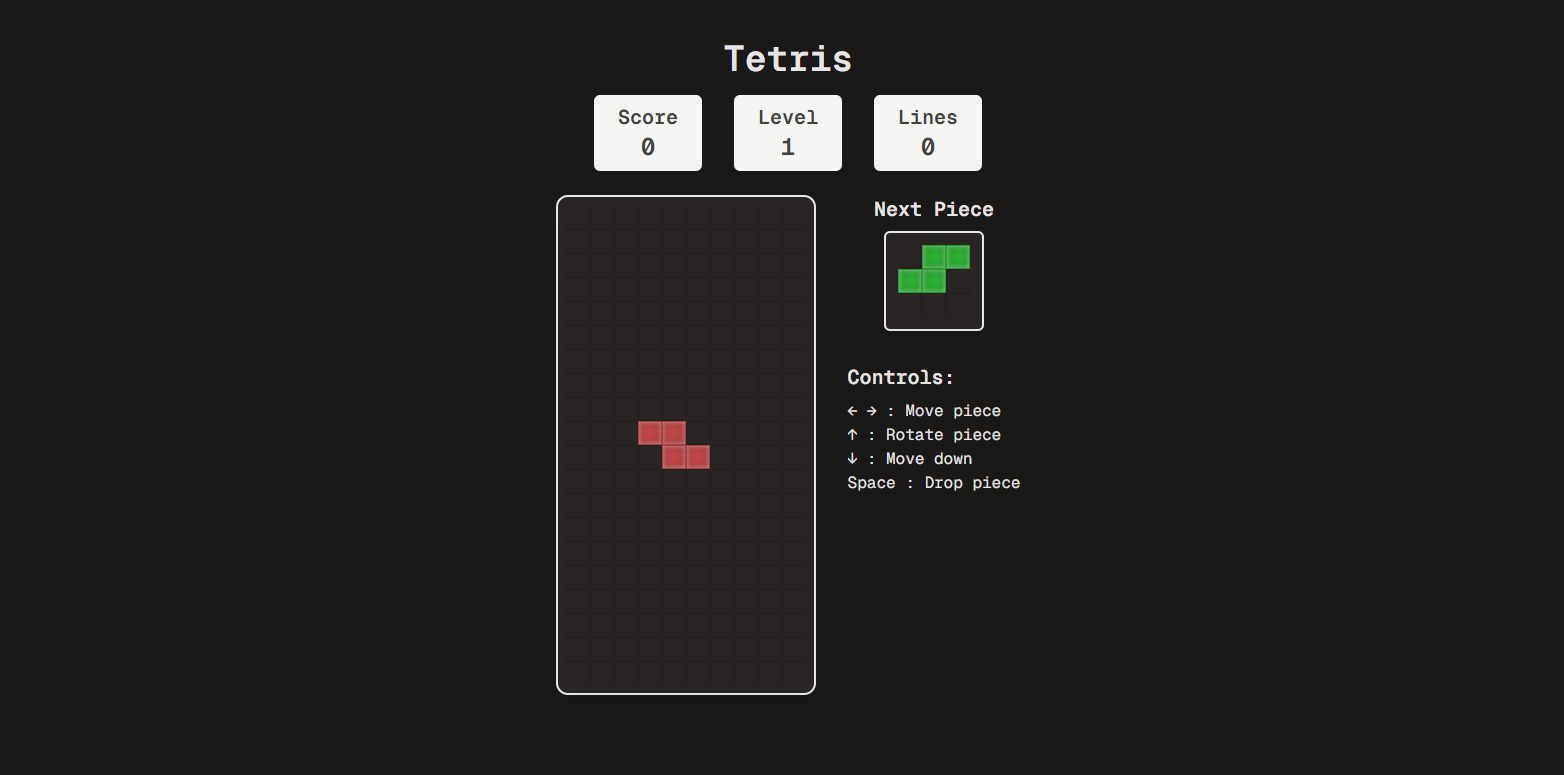 Tetris
Score
0
Level
1
Lines
0
Next Piece
Controls:
← → : Move piece
↑ : Rotate piece
↓ : Move down
Space : Drop piece